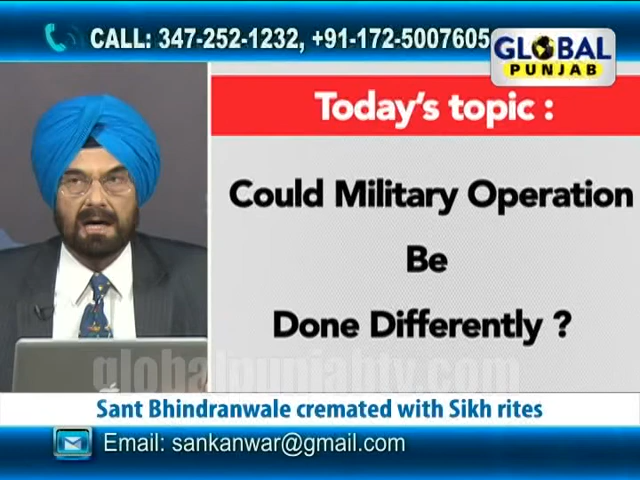 CALL: 347-252-1232, +91-172-5007605
GLOBAL
PUNJAB
Today's topic :
Could Military Operation
Be
Done Differently ?
globalpunjabtv.com
Sant Bhindranwale cremated with Sikh rites
Email: sankanwar@gmail.com